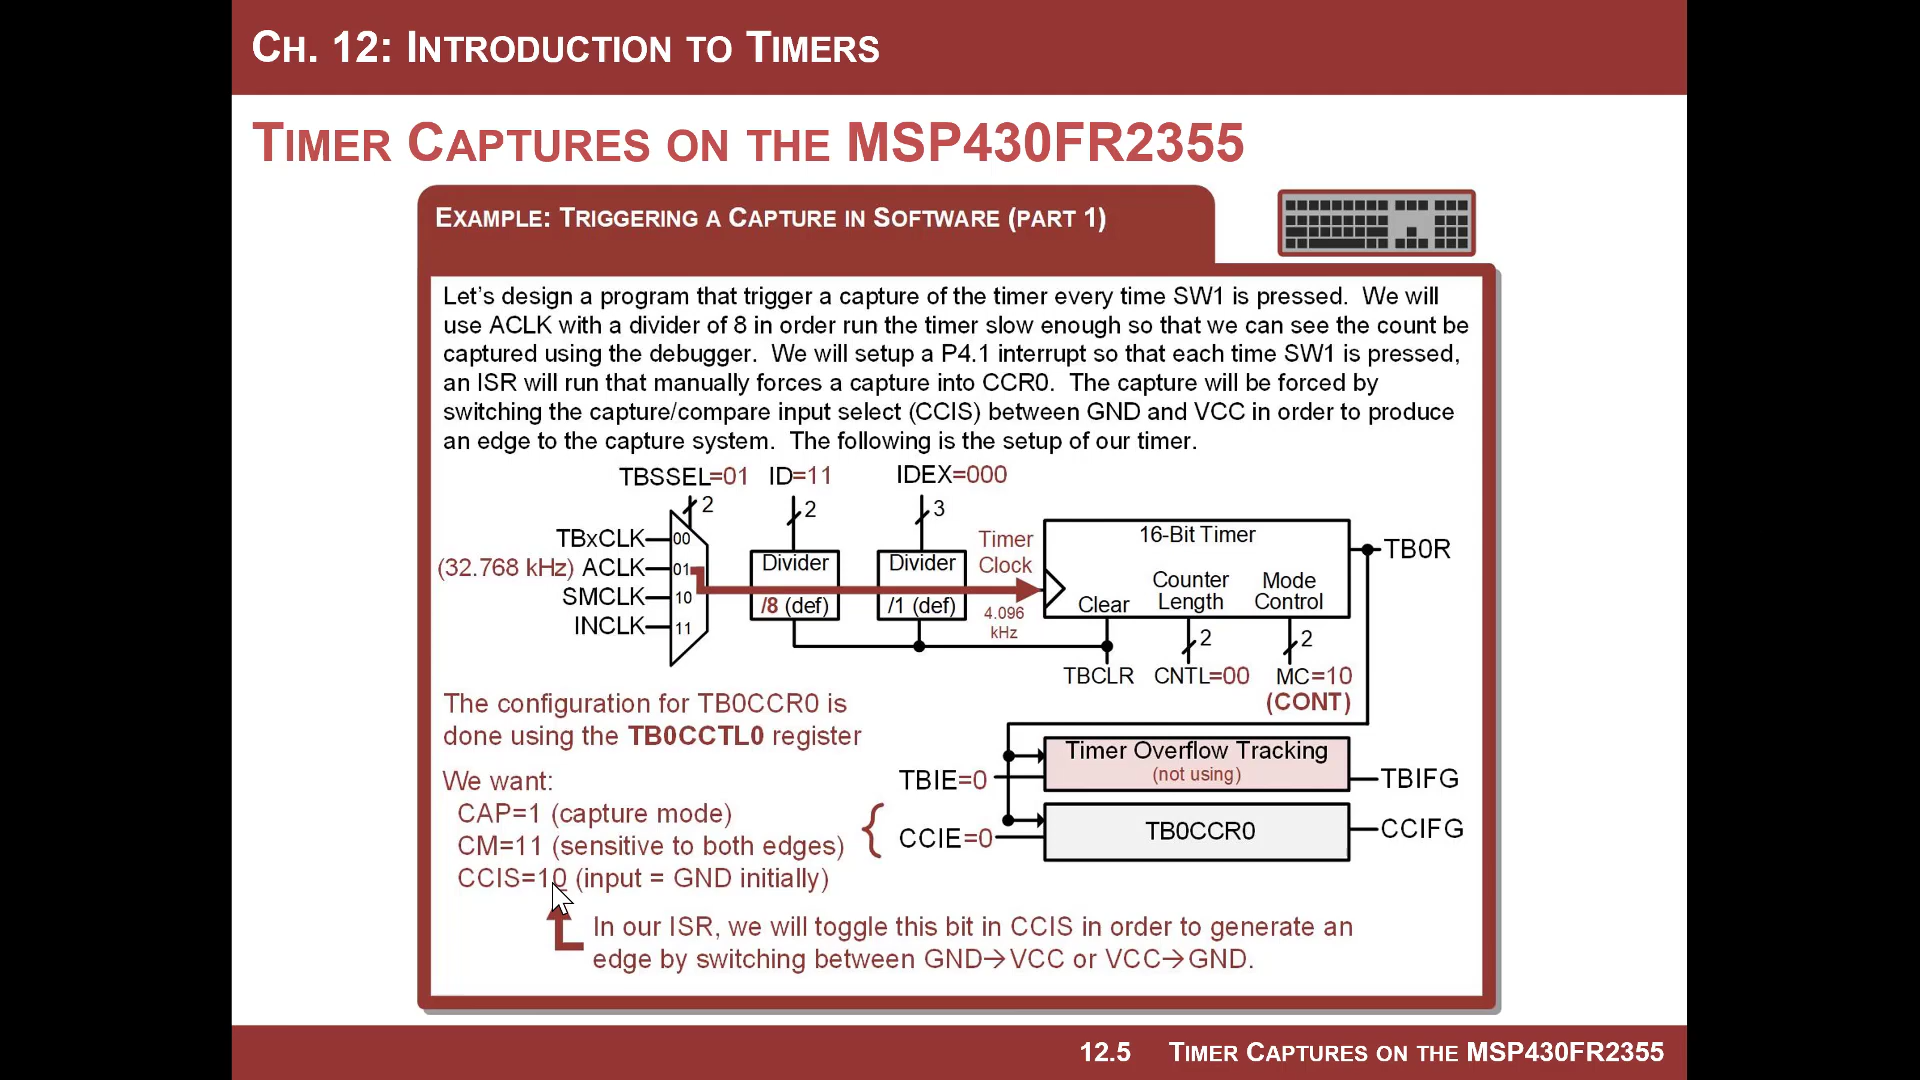 CH. 12: INTRODUCTION TO TIMERS
TIMER CAPTURES ON THE MSP430FR2355
EXAMPLE: TRIGGERING A CAPTURE IN SOFTWARE (PART 1)
Let's design a program that trigger a capture of the timer every time SW1 is pressed. We will
use ACLK with a divider of 8 in order run the timer slow enough so that we can see the count be
captured using the debugger. We will setup a P4.1 interrupt so that each time SW1 is pressed,
an ISR will run that manually forces a capture into CCR0. The capture will be forced by
switching the capture/compare input select (CCIS) between GND and VCC in order to produce
an edge to the capture system. The following is the setup of our timer.
TBSSEL=01 ID=11 IDEX=000
2 2 3
TBxCLK 00
(32.768 kHz) ACLK 01
SMCLK 10
INCLK 11
Divider
/8 (def)
Divider
/1 (def)
Timer
Clock
4.096
kHz
16-Bit Timer
Clear
Counter
Length
Mode
Control
TB0R
2 2
TBCLR CNTL=00 MC=10
(CONT)
The configuration for TB0CCR0 is
done using the TB0CCTL0 register
We want:
CAP=1 (capture mode)
CM=11 (sensitive to both edges)
CCIS=10 (input = GND initially)
TBIE=0
Timer Overflow Tracking
(not using)
TBIFG
CCIE=0
TB0CCR0
CCIFG
In our ISR, we will toggle this bit in CCIS in order to generate an
edge by switching between GND→VCC or VCC→GND.
12.5 TIMER CAPTURES ON THE MSP430FR2355